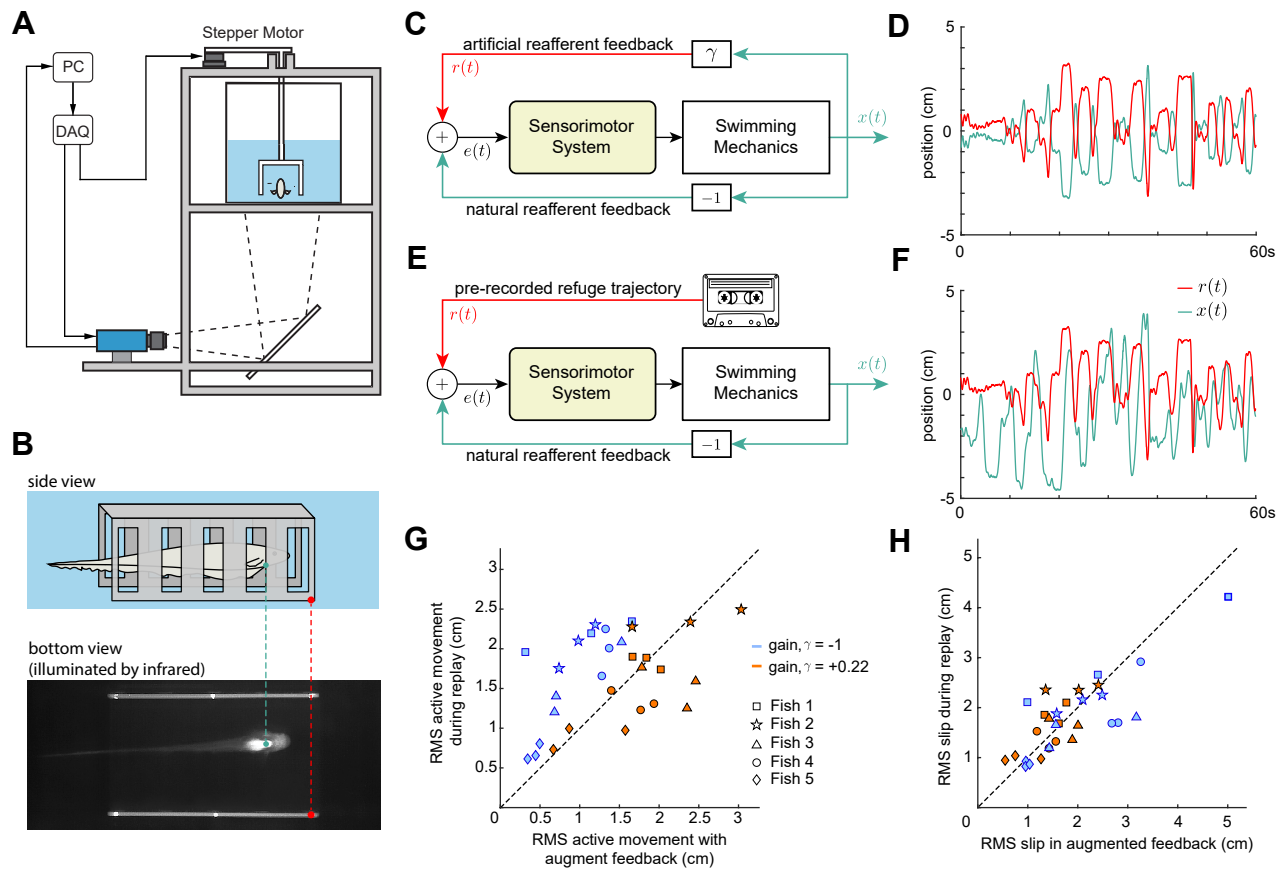 A
Stepper Motor
PC
DAQ
B
side view
bottom view
(illuminated by infrared)
C
artificial reafferent feedback
γ
r(t)
+
e(t)
Sensorimotor
System
Swimming
Mechanics
x(t)
−1
natural reafferent feedback
D
position (cm)
5
0
-5
0
60s
E
pre-recorded refuge trajectory
r(t)
+
e(t)
Sensorimotor
System
Swimming
Mechanics
x(t)
−1
natural reafferent feedback
F
r(t)
x(t)
position (cm)
5
0
-5
0
60s
G
RMS active movement
during replay (cm)
3
2.5
2
1.5
1
0.5
0
0.5
1
1.5
2
2.5
3
RMS active movement with
augment feedback (cm)
gain, γ = -1
gain, γ = +0.22
Fish 1
Fish 2
Fish 3
Fish 4
Fish 5
H
RMS slip during replay (cm)
5
4
3
2
1
0
1
2
3
4
5
RMS slip in augmented feedback (cm)